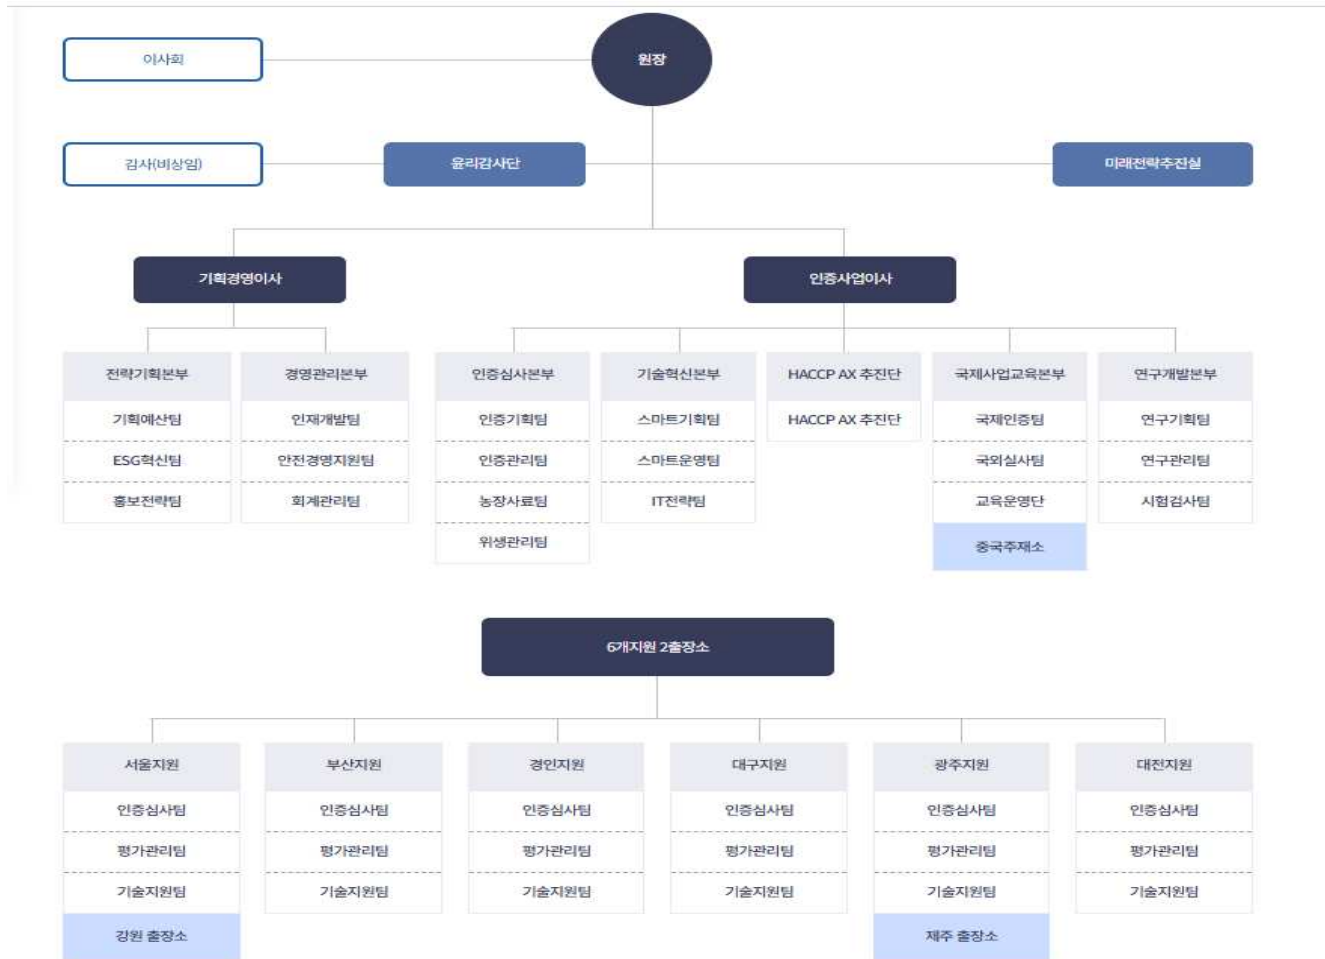 이사회
원장
감사(비상임)
윤리감사단
미래전략추진실
기획경영이사
인증사업이사
전략기획본부
기획예산팀
ESG혁신팀
홍보전략팀
경영관리본부
인재개발팀
안전경영지원팀
회계관리팀
인증심사본부
인증기획팀
인증관리팀
농장사료팀
위생관리팀
기술혁신본부
스마트기획팀
스마트운영팀
IT전략팀
HACCP AX 추진단
HACCP AX 추진단
국제사업교육본부
국제인증팀
국외실사팀
교육운영단
중국주재소
연구개발본부
연구기획팀
연구관리팀
시험검사팀
6개지원 2출장소
서울지원
인증심사팀
평가관리팀
기술지원팀
강원 출장소
부산지원
인증심사팀
평가관리팀
기술지원팀
경인지원
인증심사팀
평가관리팀
기술지원팀
대구지원
인증심사팀
평가관리팀
기술지원팀
광주지원
인증심사팀
평가관리팀
기술지원팀
제주 출장소
대전지원
인증심사팀
평가관리팀
기술지원팀